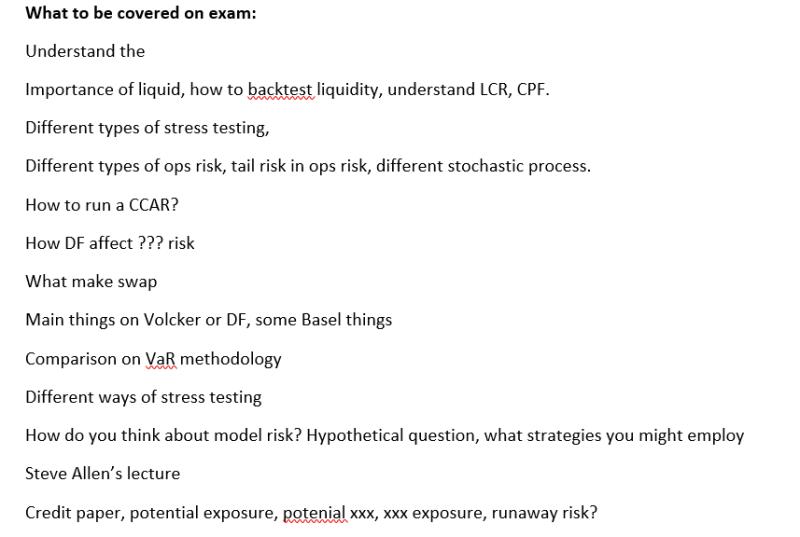 What to be covered on exam:
Understand the
Importance of liquid, how to backtest liquidity, understand LCR, CPF.
Different types of stress testing,
Different types of ops risk, tail risk in ops risk, different stochastic process.
How to run a CCAR?
How DF affect ??? risk
What make swap
Main things on Volcker or DF, some Basel things
Comparison on VaR methodology
Different ways of stress testing
How do you think about model risk? Hypothetical question, what strategies you might employ
Steve Allen’s lecture
Credit paper, potential exposure, potenial xxx, xxx exposure, runaway risk?